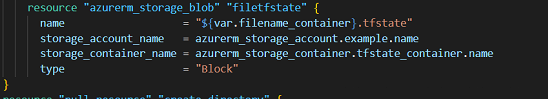 resource "azurerm_storage_blob" "filetfstate" {
name = "${var.filename_container}.tfstate"
storage_account_name = azurerm_storage_account.example.name
storage_container_name = azurerm_storage_container.tfstate_container.name
type = "Block"
}
resource "null_resource" "create_directory" {